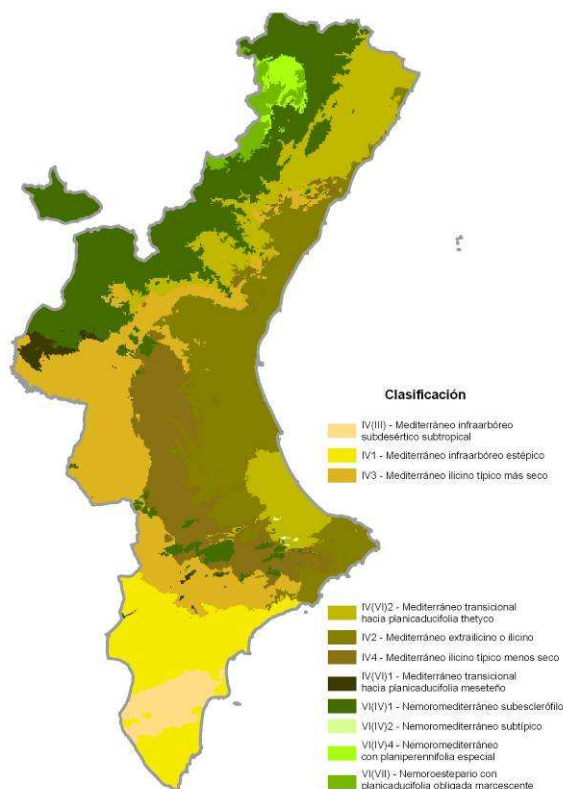 Clasificación
IV(III) - Mediterráneo infraarbóreo
subdesértico subtropical
IV1 - Mediterráneo infraarbóreo estépico
IV3 - Mediterráneo ilicino típico más seco
IV(VI)2 - Mediterráneo transicional
hacia planicaducifolia thetyco
IV2 - Mediterráneo extrailicino o ilicino
IV4 - Mediterráneo ilicino típico menos seco
IV(VI)1 - Mediterráneo transicional
hacia planicaducifolia meseteño
VI(IV)1 - Nemoromediterráneo subesclerófilo
VI(IV)2 - Nemoromediterráneo subtípico
VI(IV)4 - Nemoromediterráneo
con planiperennifolia especial
VI(VII) - Nemoroestepario con
planicaducifolia obligada marcescente